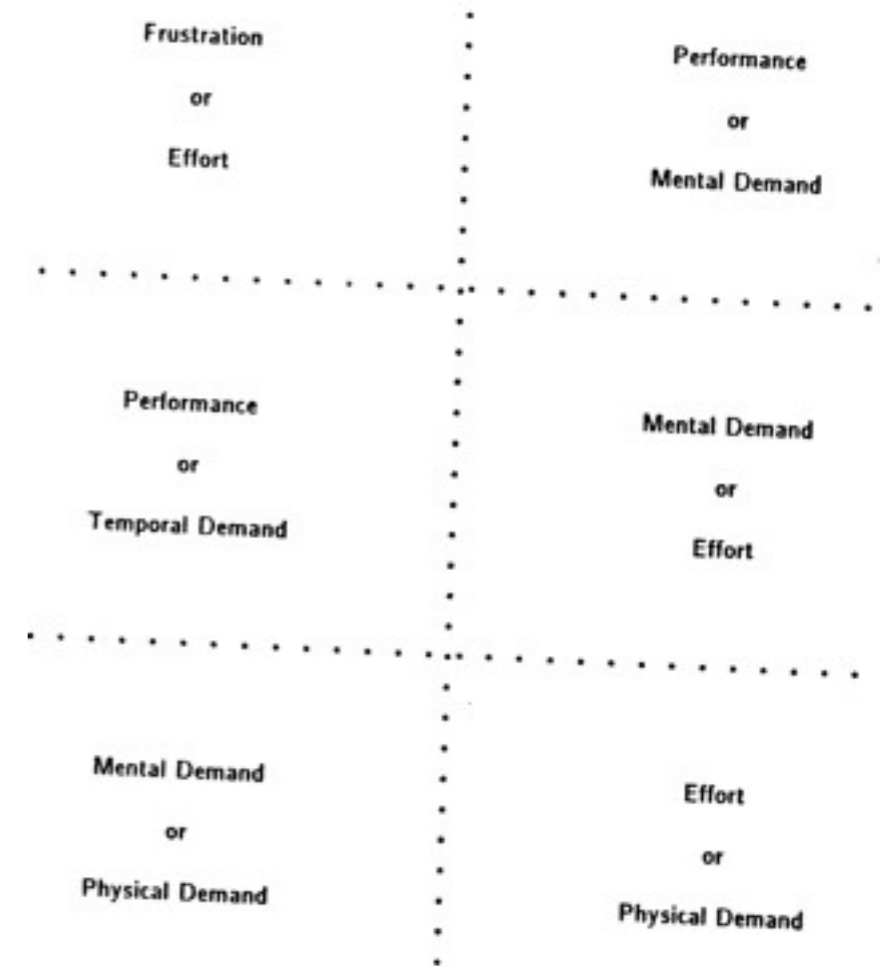 Frustration
or
Effort
Performance
or
Mental Demand
Performance
or
Temporal Demand
Mental Demand
or
Effort
Mental Demand
or
Physical Demand
Effort
or
Physical Demand